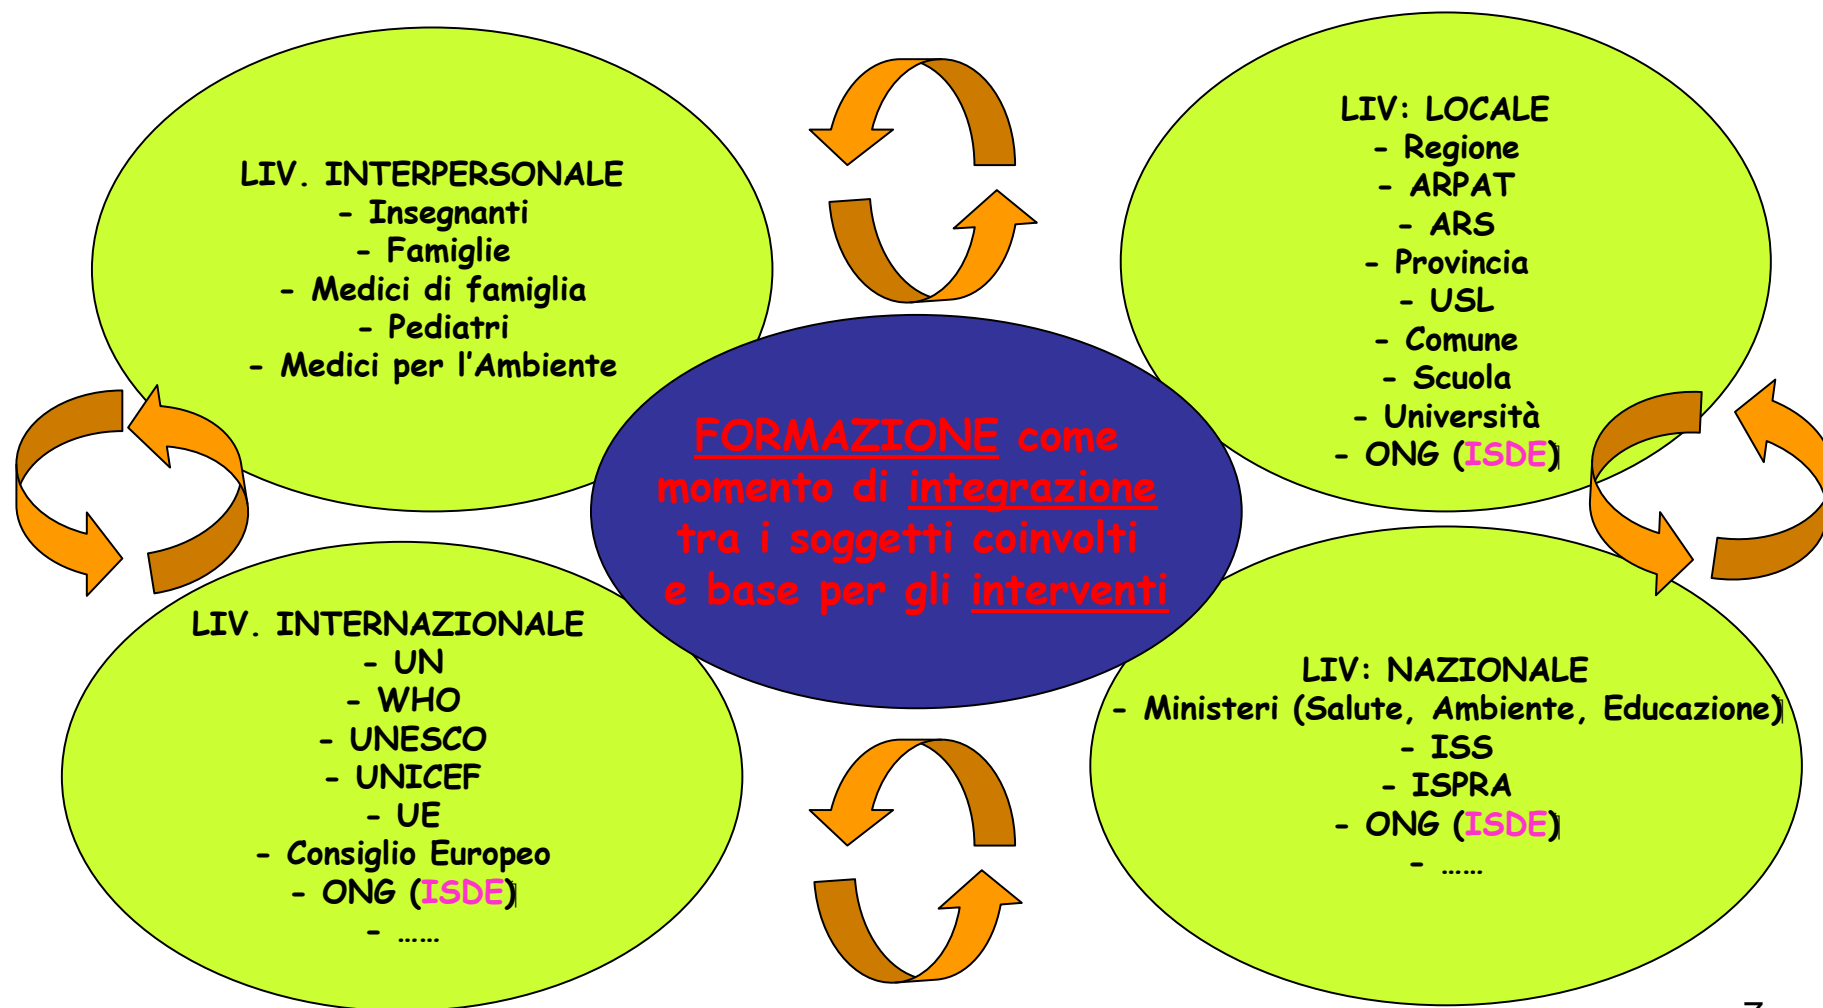 LIV. INTERPERSONALE
- Insegnanti
- Famiglie
- Medici di famiglia
- Pediatri
- Medici per l'Ambiente
LIV: LOCALE
- Regione
- ARPAT
- ARS
- Provincia
- USL
- Comune
- Scuola
- Università
- ONG (ISDE)
FORMAZIONE come
momento di integrazione
tra i soggetti coinvolti
e base per gli interventi
LIV. INTERNAZIONALE
- UN
- WHO
- UNESCO
- UNICEF
- UE
- Consiglio Europeo
- ONG (ISDE)
- ……
LIV: NAZIONALE
- Ministeri (Salute, Ambiente, Educazione)
- ISS
- ISPRA
- ONG (ISDE)
- ……